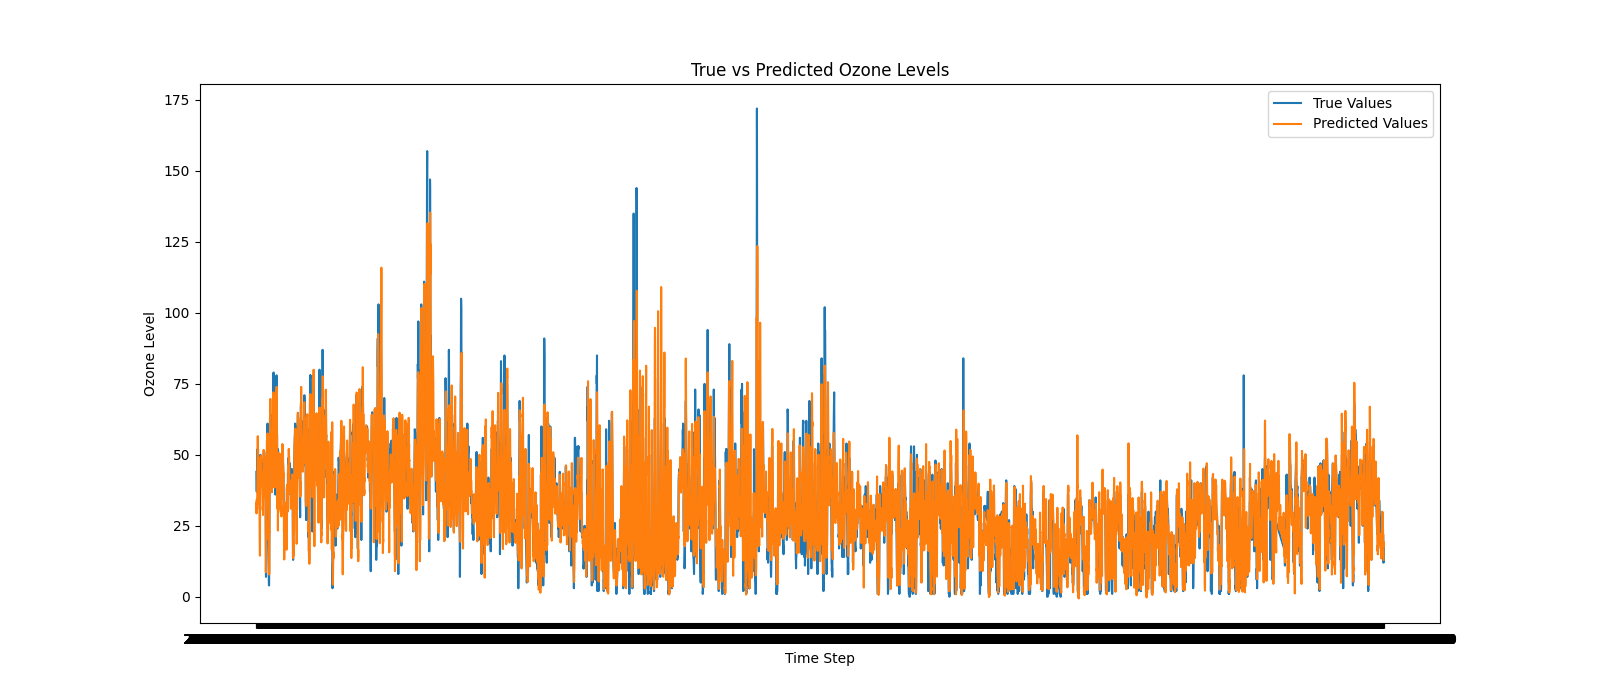 True vs Predicted Ozone Levels
True Values
Predicted Values
175
150
125
100
75
50
25
0
Ozone Level
Time Step